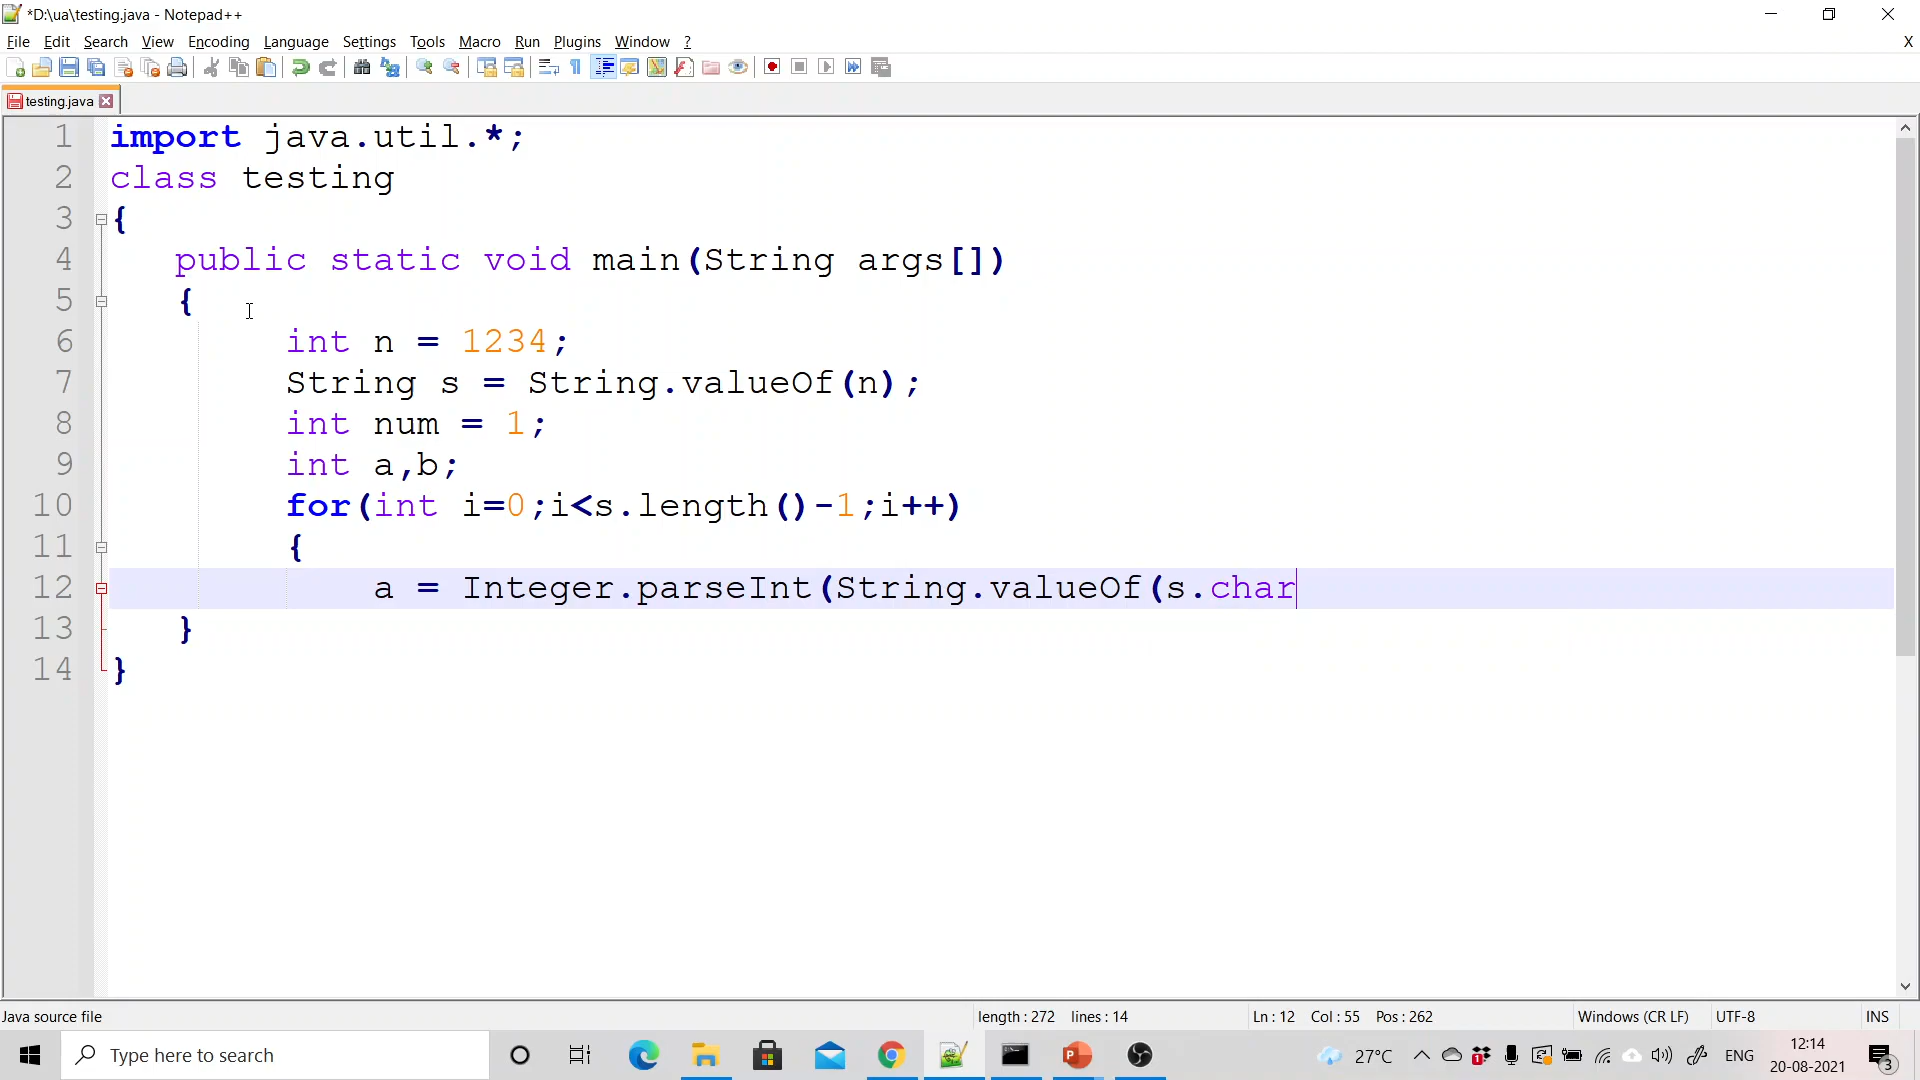 *D:\ua\testing.java - Notepad++
File Edit Search View Encoding Language Settings Tools Macro Run Plugins Window ? X
testing.java
1 import java.util.*;
2 class testing
3 {
4 public static void main(String args[])
5 {
6 int n = 1234;
7 String s = String.valueOf(n);
8 int num = 1;
9 int a,b;
10 for(int i=0;i<s.length()-1;i++)
11 {
12 a = Integer.parseInt(String.valueOf(s.char
13 }
14 }
Java source file length : 272 lines : 14 Ln : 12 Col : 55 Pos : 262 Windows (CR LF) UTF-8 INS
Type here to search 27°C 1 ENG 12:14 3
20-08-2021